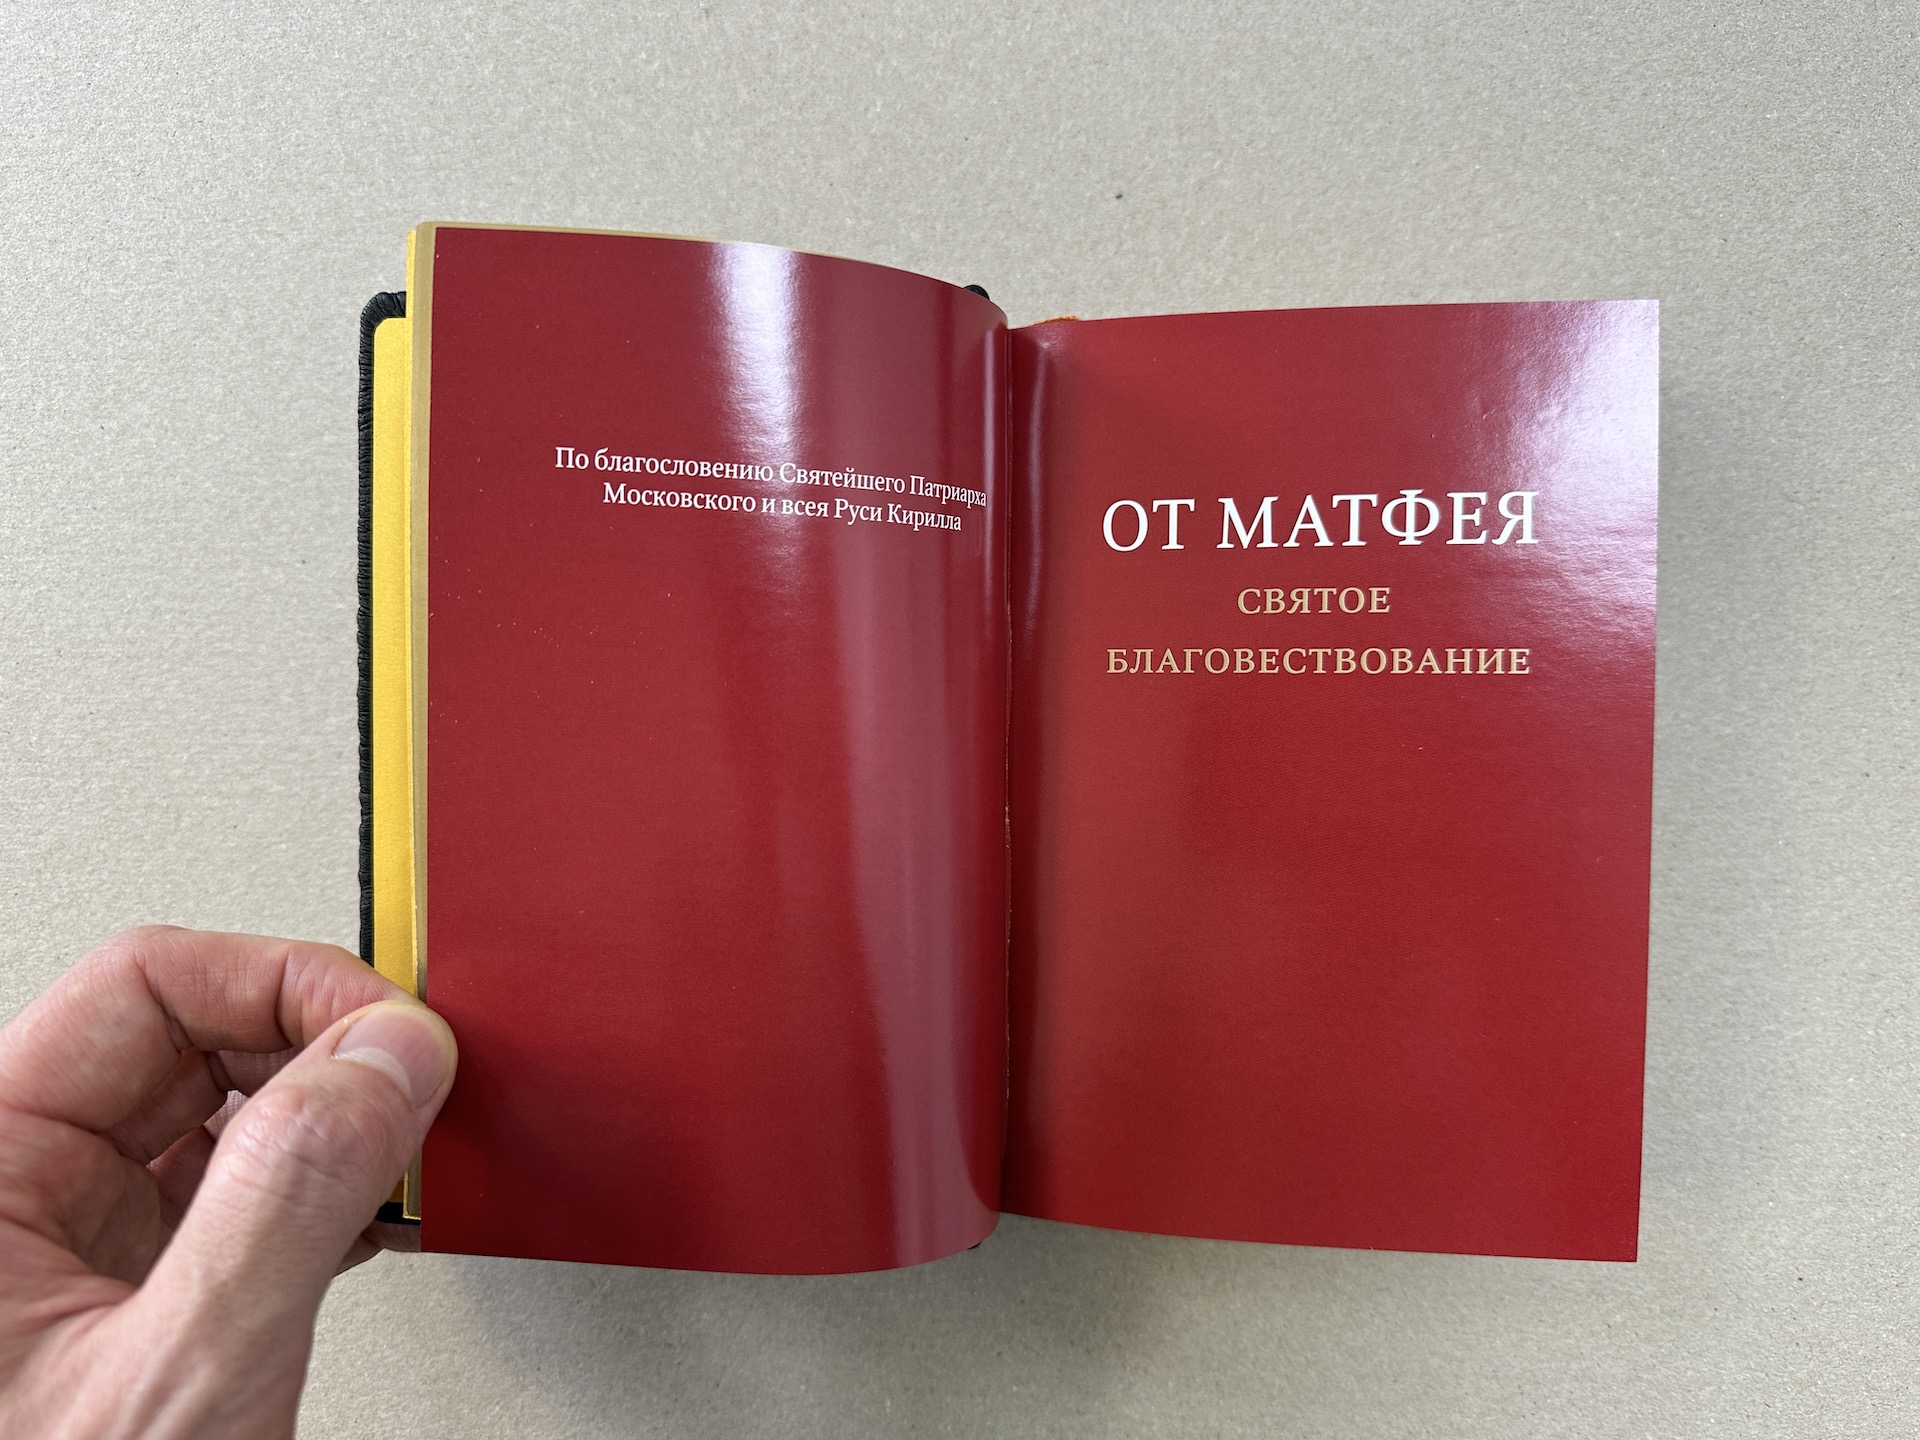 По благословению Святейшего Патриарха
Московского и всея Руси Кирилла
ОТ МАТФЕЯ
СВЯТОЕ
БЛАГОВЕСТВОВАНИЕ